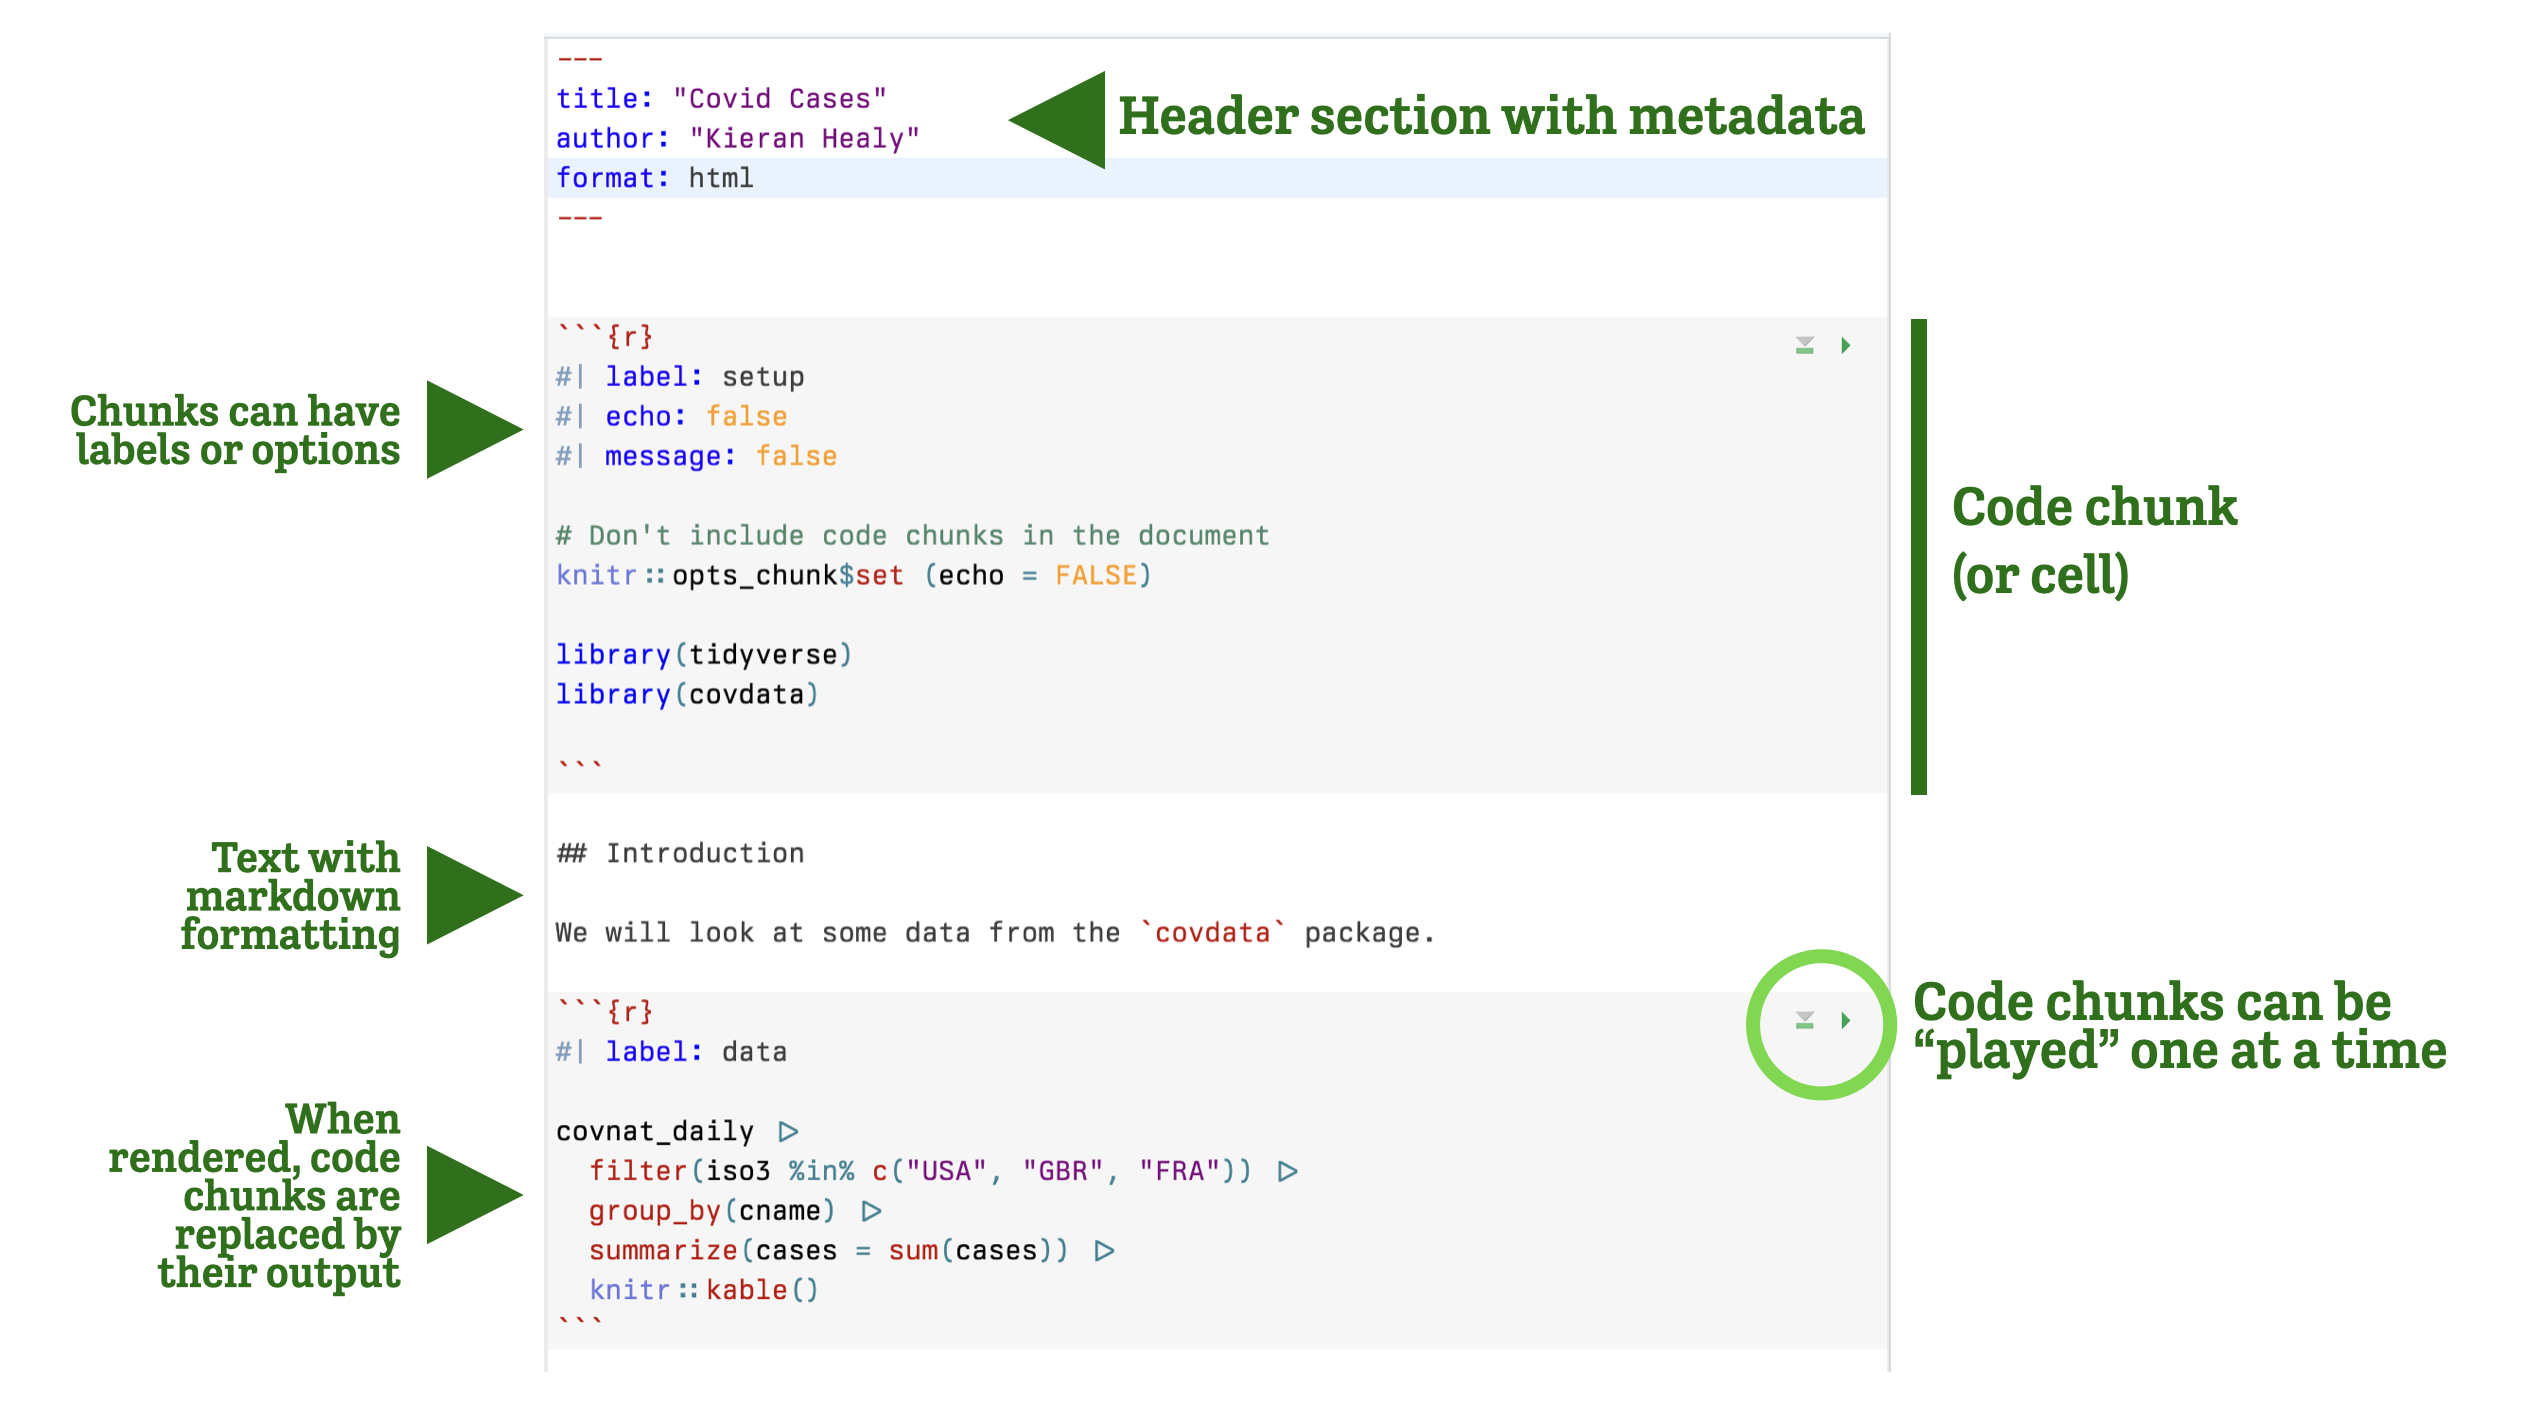 ---
title: "Covid Cases"
author: "Kieran Healy"
format: html
---
Header section with metadata
```{r}
#| label: setup
#| echo: false
#| message: false
# Don't include code chunks in the document
knitr::opts_chunk$set (echo = FALSE)
library(tidyverse)
library(covdata)
```
Chunks can have
labels or options
Code chunk
(or cell)
## Introduction
We will look at some data from the `covdata` package.
Text with
markdown
formatting
```{r}
#| label: data
covnat_daily |>
  filter(iso3 %in% c("USA", "GBR", "FRA")) |>
  group_by(cname) |>
  summarize(cases = sum(cases)) |>
  knitr::kable()
```
Code chunks can be
“played” one at a time
When
rendered, code
chunks are
replaced by
their output